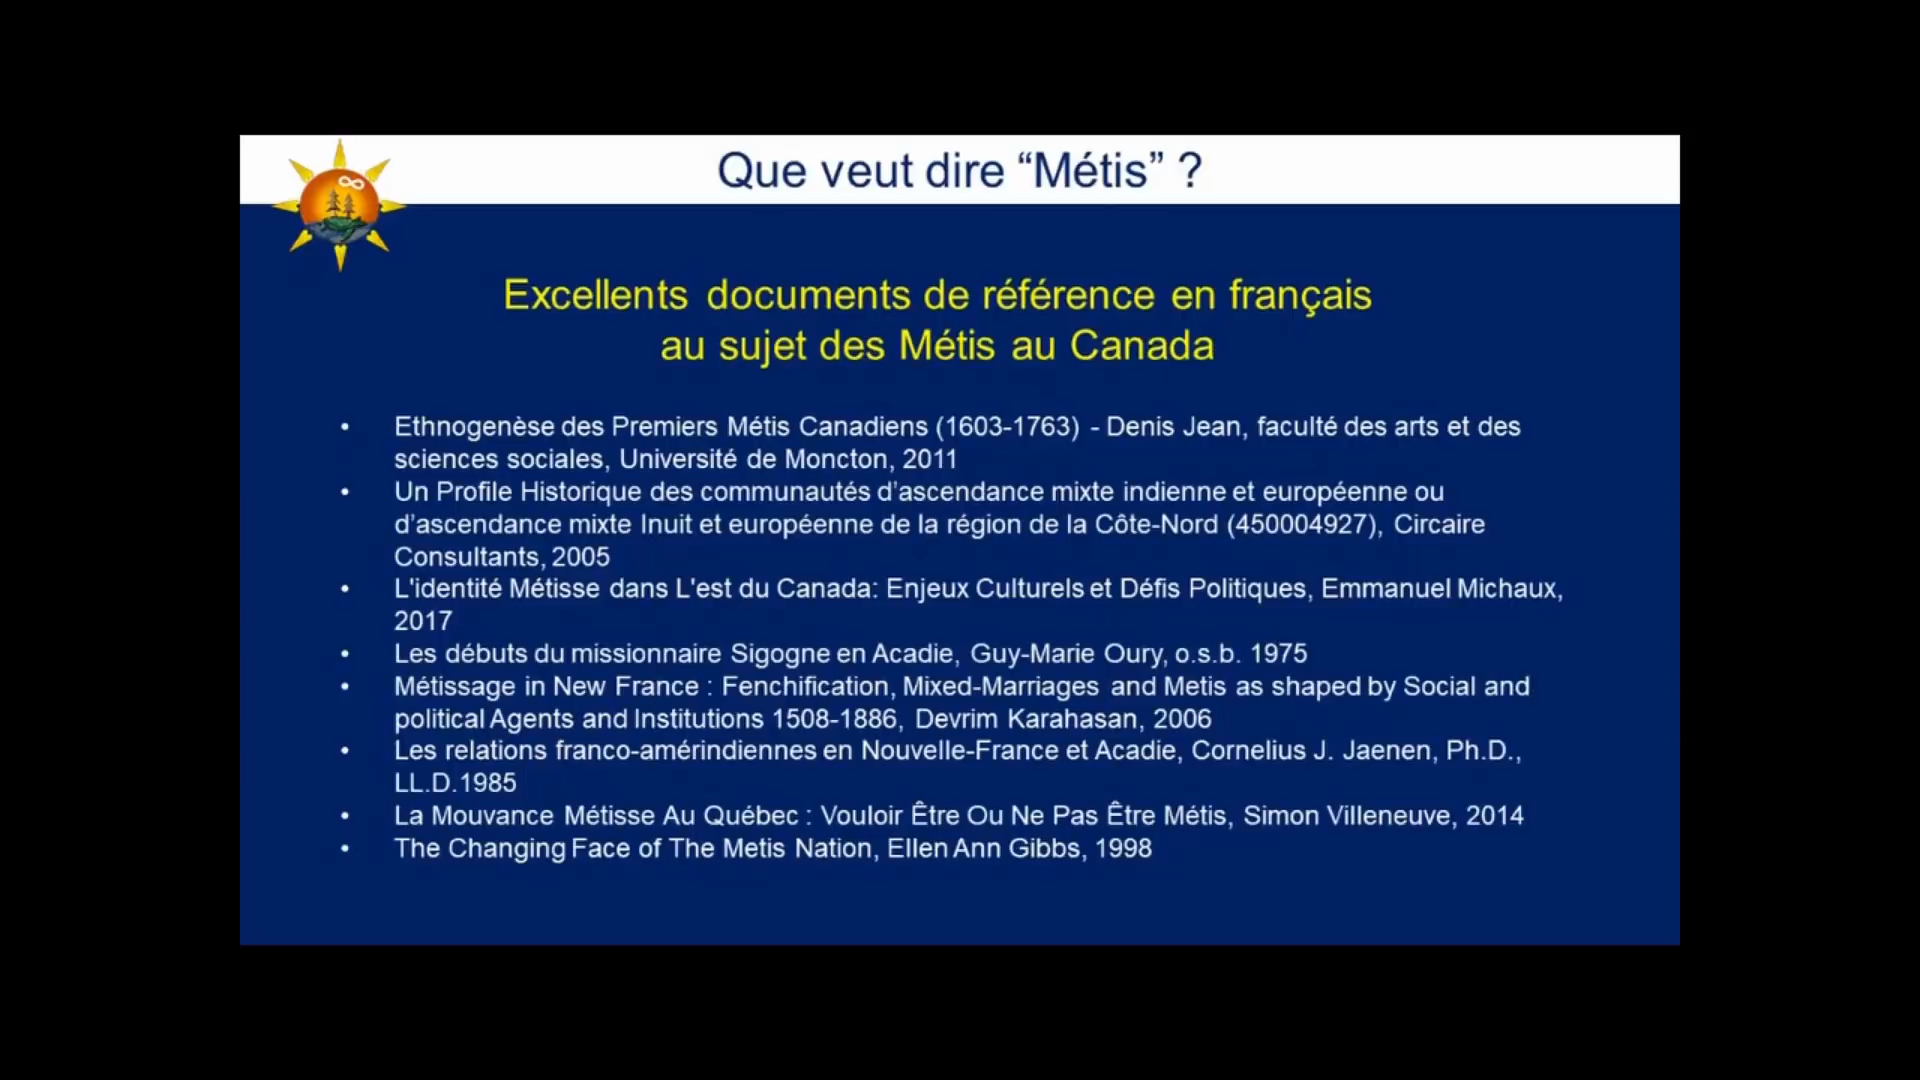 Que veut dire “Métis” ?
Excellents documents de référence en français
au sujet des Métis au Canada
• Ethnogenèse des Premiers Métis Canadiens (1603-1763) - Denis Jean, faculté des arts et des
sciences sociales, Université de Moncton, 2011
• Un Profile Historique des communautés d’ascendance mixte indienne et européenne ou
d’ascendance mixte Inuit et européenne de la région de la Côte-Nord (450004927), Circaire
Consultants, 2005
• L'identité Métisse dans L'est du Canada: Enjeux Culturels et Défis Politiques, Emmanuel Michaux,
2017
• Les débuts du missionnaire Sigogne en Acadie, Guy-Marie Oury, o.s.b. 1975
• Métissage in New France : Fenchification, Mixed-Marriages and Metis as shaped by Social and
political Agents and Institutions 1508-1886, Devrim Karahasan, 2006
• Les relations franco-amérindiennes en Nouvelle-France et Acadie, Cornelius J. Jaenen, Ph.D.,
LL.D.1985
• La Mouvance Métisse Au Québec : Vouloir Être Ou Ne Pas Être Métis, Simon Villeneuve, 2014
• The Changing Face of The Metis Nation, Ellen Ann Gibbs, 1998